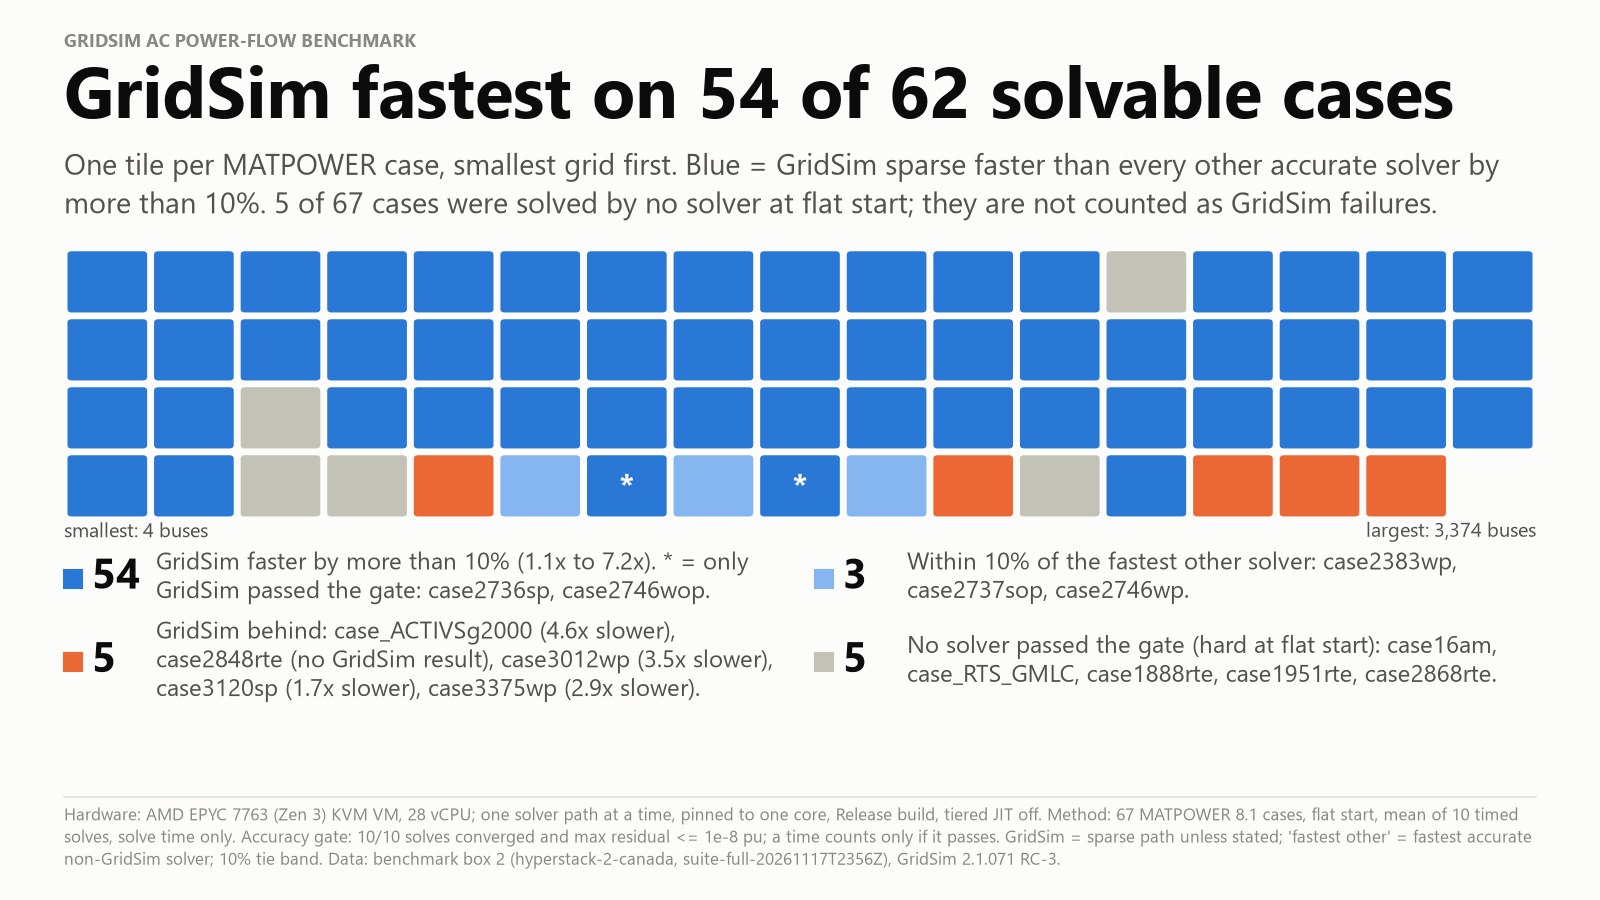 GRIDSIM AC POWER-FLOW BENCHMARK
GridSim fastest on 54 of 62 solvable cases
One tile per MATPOWER case, smallest grid first. Blue = GridSim sparse faster than every other accurate solver by
more than 10%. 5 of 67 cases were solved by no solver at flat start; they are not counted as GridSim failures.
* *
smallest: 4 buses
largest: 3,374 buses
54
GridSim faster by more than 10% (1.1x to 7.2x). * = only
GridSim passed the gate: case2736sp, case2746wop.
3
Within 10% of the fastest other solver: case2383wp,
case2737sop, case2746wp.
5
GridSim behind: case_ACTIVSg2000 (4.6x slower),
case2848rte (no GridSim result), case3012wp (3.5x slower),
case3120sp (1.7x slower), case3375wp (2.9x slower).
5
No solver passed the gate (hard at flat start): case16am,
case_RTS_GMLC, case1888rte, case1951rte, case2868rte.
Hardware: AMD EPYC 7763 (Zen 3) KVM VM, 28 vCPU; one solver path at a time, pinned to one core, Release build, tiered JIT off. Method: 67 MATPOWER 8.1 cases, flat start, mean of 10 timed
solves, solve time only. Accuracy gate: 10/10 solves converged and max residual <= 1e-8 pu; a time counts only if it passes. GridSim = sparse path unless stated; 'fastest other' = fastest accurate
non-GridSim solver; 10% tie band. Data: benchmark box 2 (hyperstack-2-canada, suite-full-20261117T2356Z), GridSim 2.1.071 RC-3.